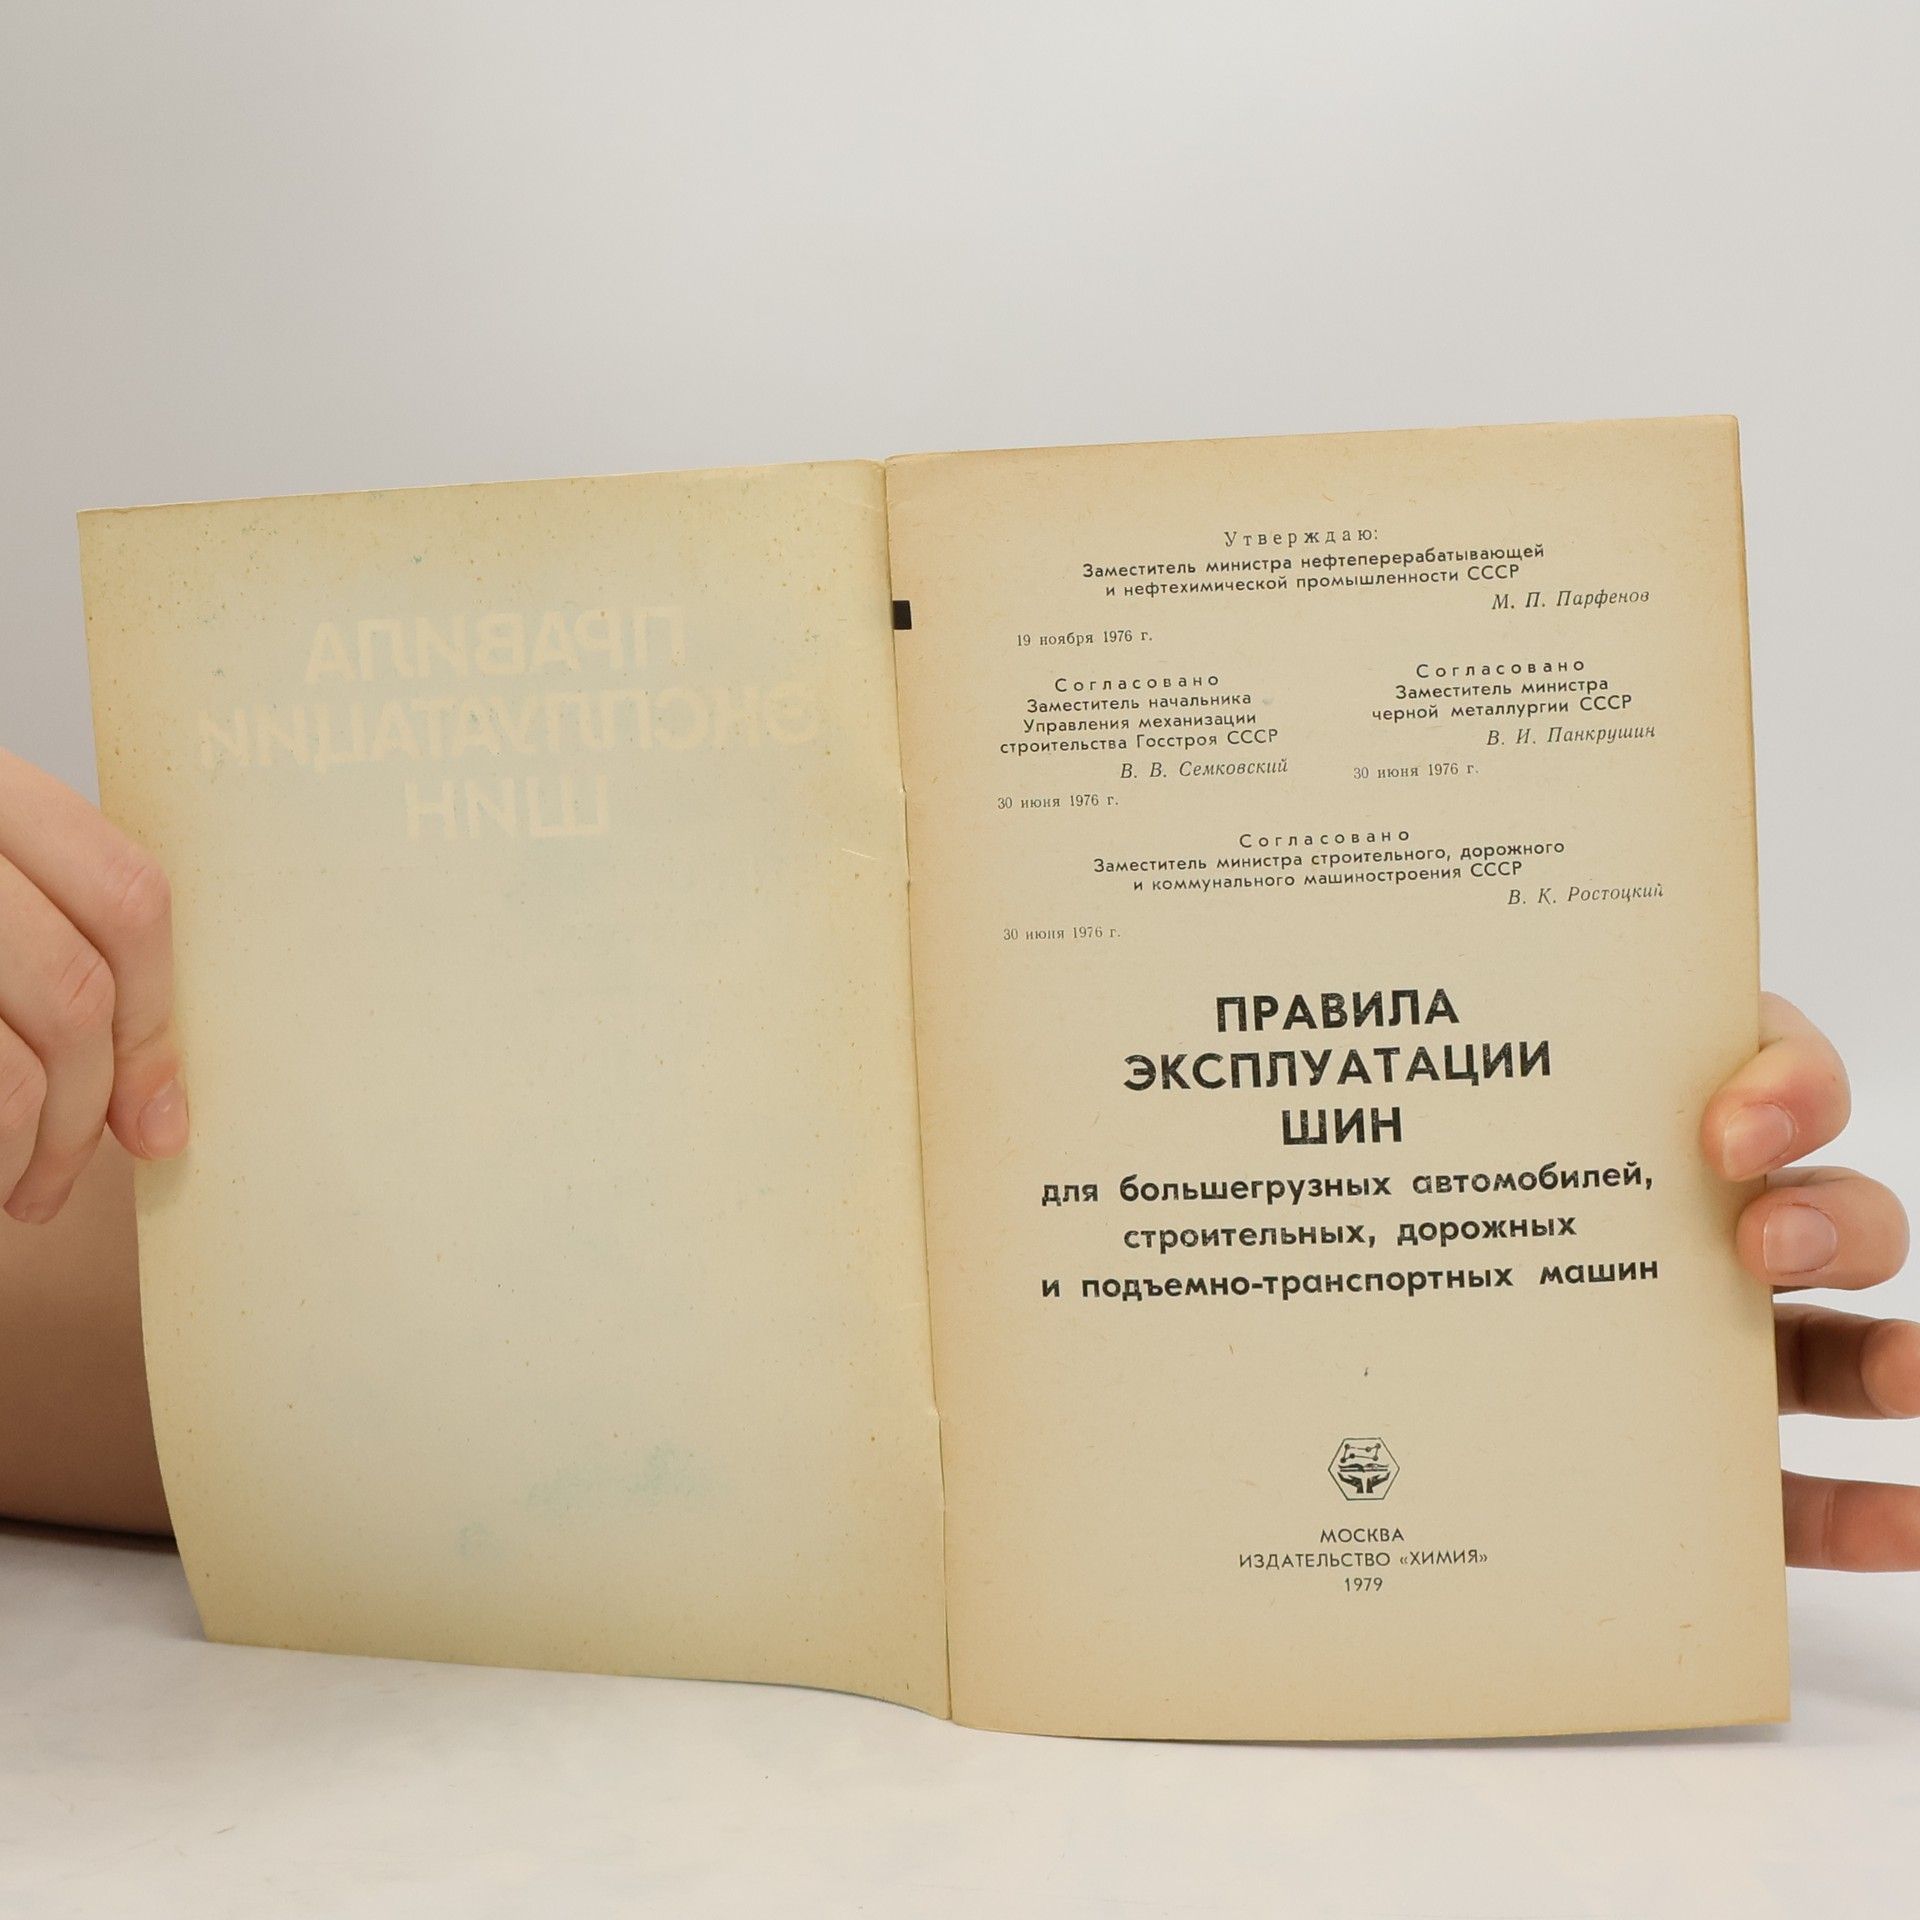 ПРАВИЛА
ЭКСПЛУАТАЦИИ
ШИН
Утверждаю:
Заместитель министра нефтеперерабатывающей
и нефтехимической промышленности СССР
М. П. Парфенов
19 ноября 1976 г.
Согласовано
Заместитель начальника
Управления механизации
строительства Госстроя СССР
В. В. Семковский
30 июня 1976 г.
Согласовано
Заместитель министра
черной металлургии СССР
В. И. Панкрушин
30 июня 1976 г.
Согласовано
Заместитель министра строительного, дорожного
и коммунального машиностроения СССР
В. К. Ростоцкий
30 июня 1976 г.
ПРАВИЛА
ЭКСПЛУАТАЦИИ
ШИН
для большегрузных автомобилей,
строительных, дорожных
и подъемно-транспортных машин
МОСКВА
ИЗДАТЕЛЬСТВО «ХИМИЯ»
1979